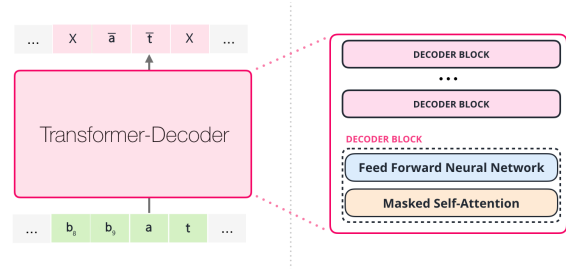 ... X a̅ t̅ X ...
Transformer-Decoder
... b₈ b₉ a t ...
DECODER BLOCK
...
DECODER BLOCK
DECODER BLOCK
Feed Forward Neural Network
Masked Self-Attention